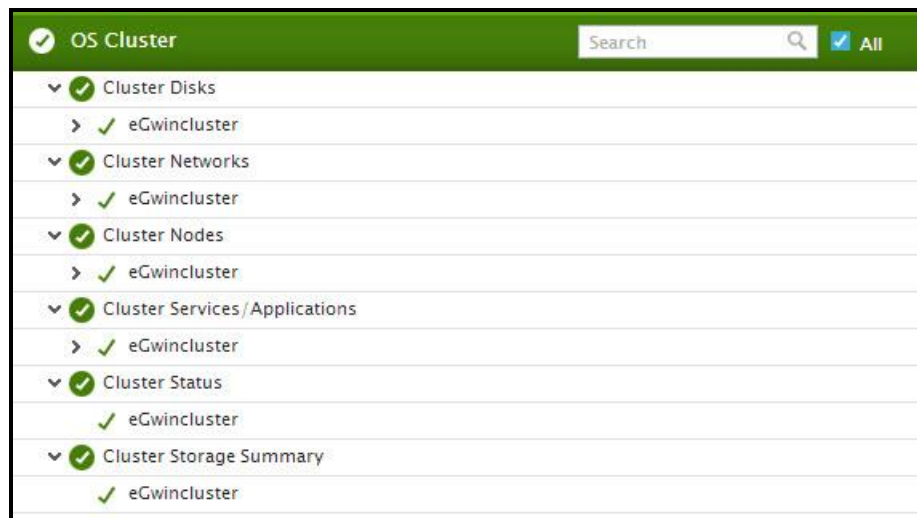 OS Cluster Search All
Cluster Disks
eGwincluster
Cluster Networks
eGwincluster
Cluster Nodes
eGwincluster
Cluster Services/Applications
eGwincluster
Cluster Status
eGwincluster
Cluster Storage Summary
eGwincluster